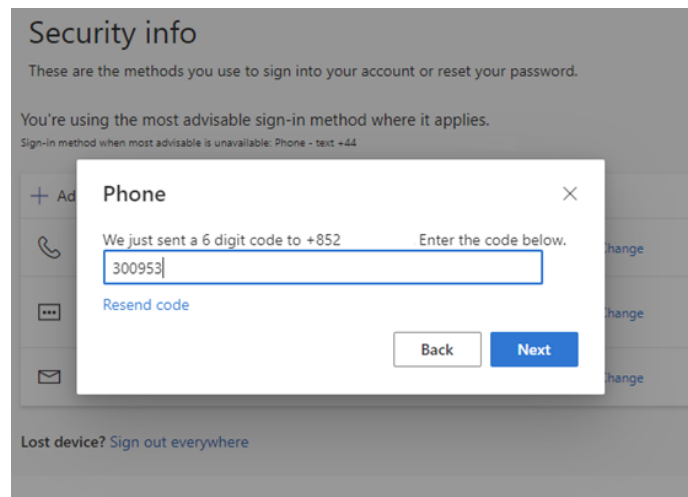 Security info
These are the methods you use to sign into your account or reset your password.
You're using the most advisable sign-in method where it applies.
Sign-in method when most advisable is unavailable: Phone - text +44
Ad
Phone
We just sent a 6 digit code to +852 Enter the code below.
300953
Resend code
Back Next
Change
Change
Change
Lost device? Sign out everywhere